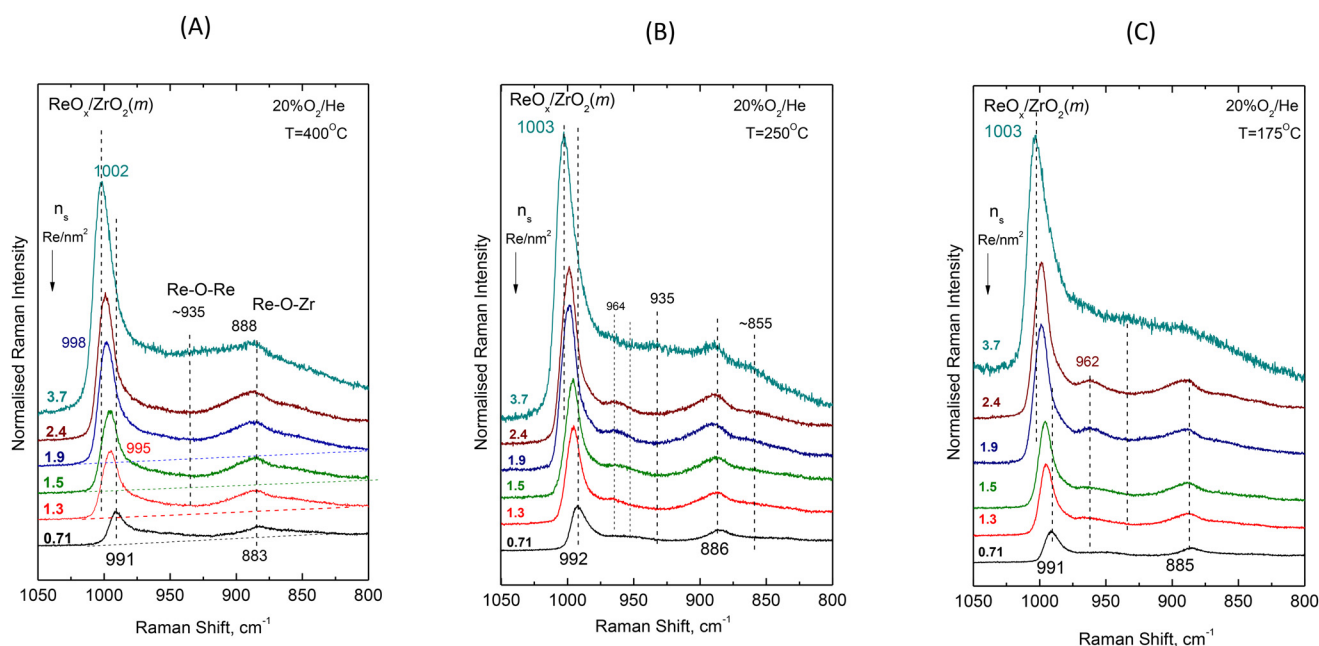 (A)
ReOx/ZrO2(m)
20%O2/He
T=400°C
1002
ns
Re/nm²
Re-O-Re
~935
Re-O-Zr
888
998
995
3.7
2.4
1.9
1.5
1.3
0.71
991
883
Normalised Raman Intensity
1050 1000 950 900 850 800
Raman Shift, cm-1
(B)
ReOx/ZrO2(m)
20%O2/He
T=250°C
1003
ns
Re/nm²
964
935
~855
3.7
2.4
1.9
1.5
1.3
0.71
992
886
Normalised Raman Intensity
1050 1000 950 900 850 800
Raman Shift, cm-1
(C)
ReOx/ZrO2(m)
20%O2/He
T=175°C
1003
ns
Re/nm²
962
3.7
2.4
1.9
1.5
1.3
0.71
991
885
Normalised Raman Intensity
1050 1000 950 900 850 800
Raman Shift, cm-1